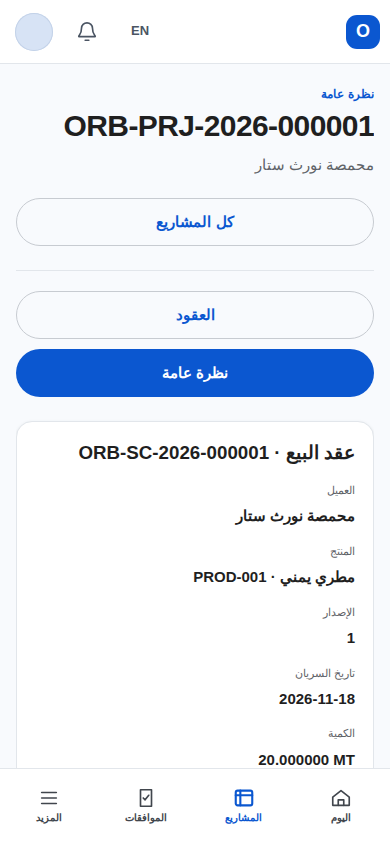 O
EN
نظرة عامة
ORB-PRJ-2026-000001
محمصة نورث ستار
كل المشاريع
العقود
نظرة عامة
عقد البيع · ORB-SC-2026-000001
العميل
محمصة نورث ستار
المنتج
مطري يمني · PROD-001
الإصدار
1
تاريخ السريان
2026-11-18
الكمية
20.000000 MT
اليوم
المشاريع
الموافقات
المزيد